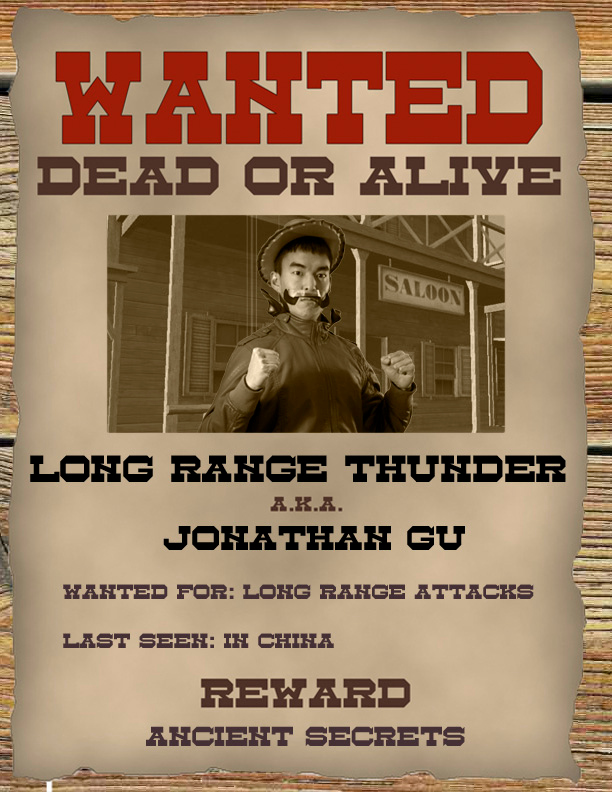 WANTED
DEAD OR ALIVE
SALOON
LONG RANGE THUNDER
A.K.A.
JONATHAN GU
WANTED FOR: LONG RANGE ATTACKS
LAST SEEN: IN CHINA
REWARD
ANCIENT SECRETS